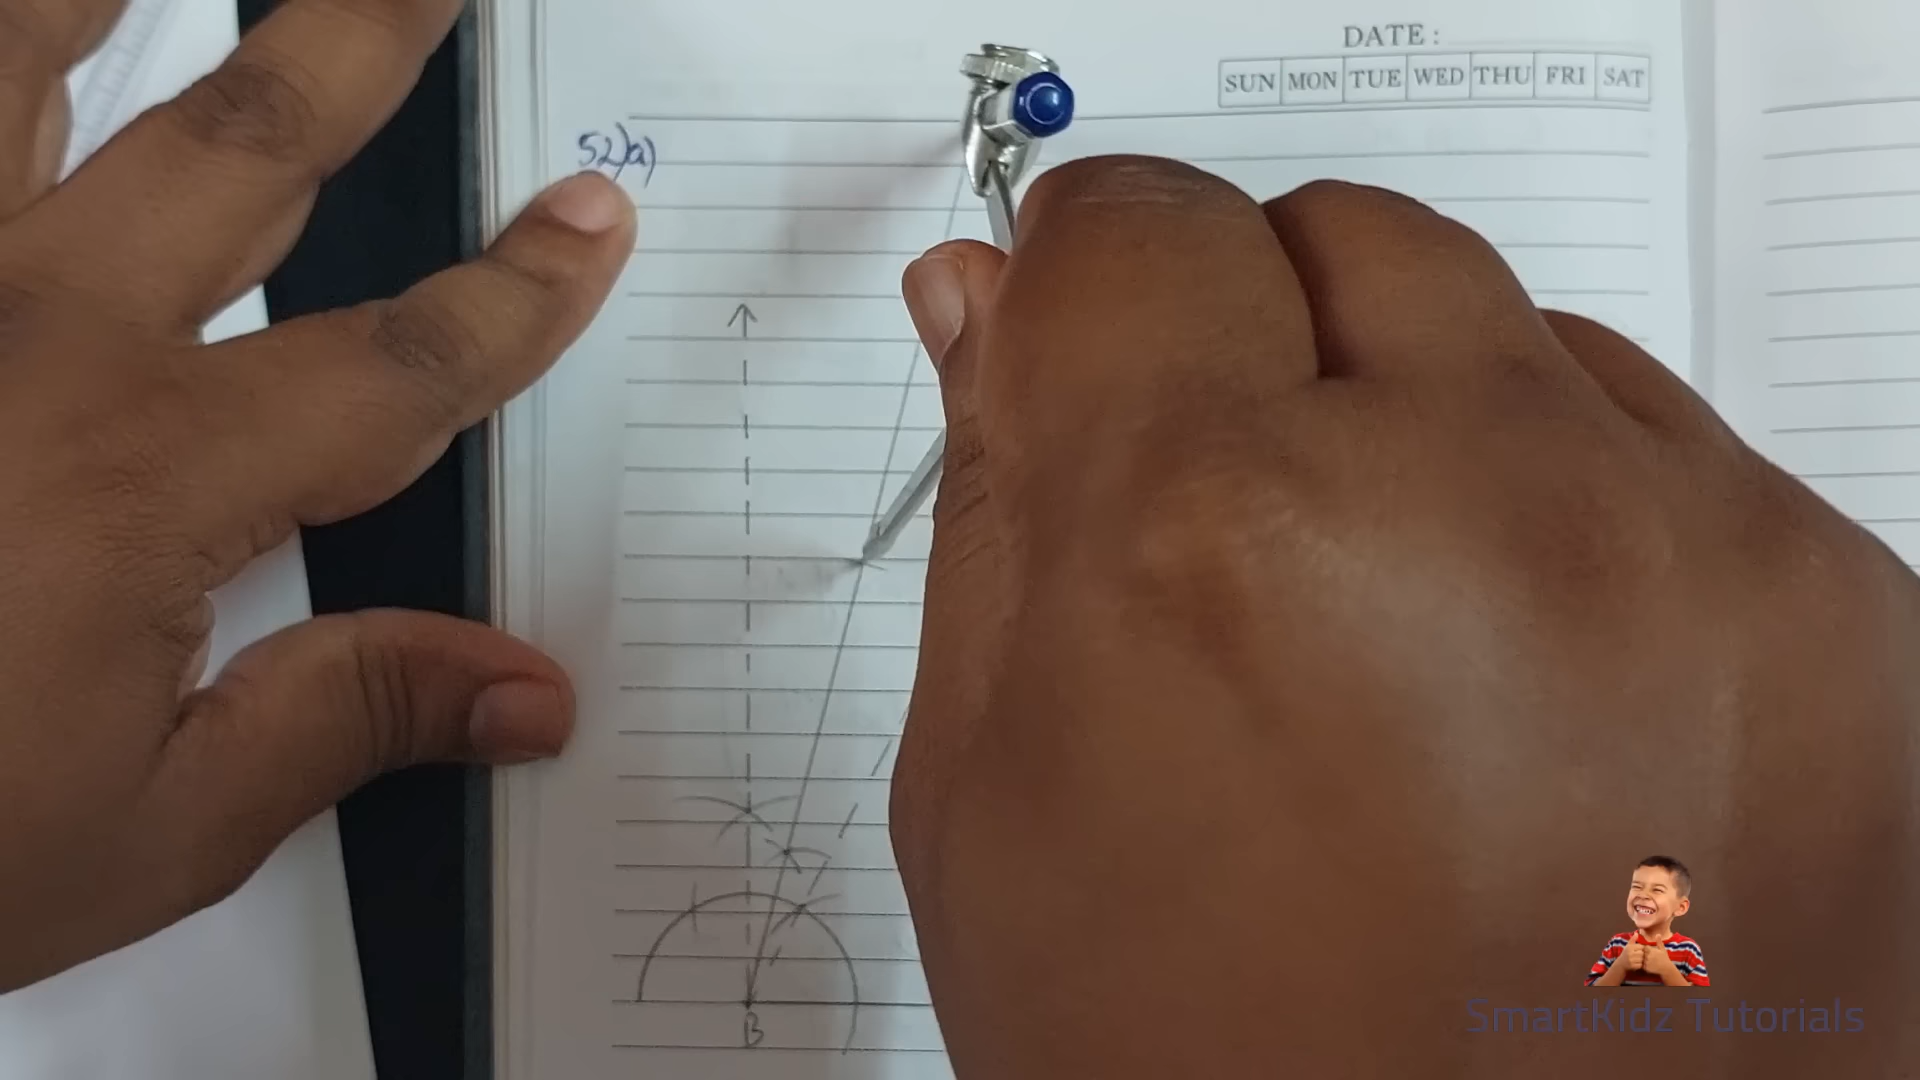 DATE :
SUN MON TUE WED THU FRI SAT
52)a)
B
SmartKidz Tutorials